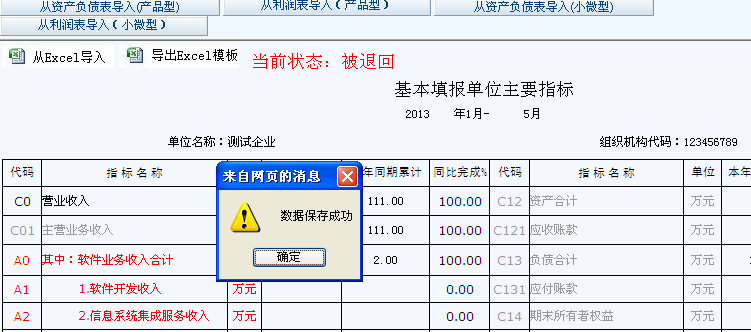 从资产负债表导入(产品型)
从利润表导入(产品型)
从资产负债表导入(小微型)
从利润表导入(小微型)
从Excel导入
导出Excel模板
当前状态：被退回
基本填报单位主要指标
2013 年1月- 5月
单位名称：测试企业 组织机构代码：123456789
代码 指标名称 年同期累计 同比完成% 代码 指标名称 单位 本年
C0 营业收入 111.00 100.00 C12 资产合计 万元
C01 主营业务收入 111.00 100.00 C121 应收账款 万元
A0 其中：软件业务收入合计 2.00 100.00 C13 负债合计 万元
A1 1.软件开发收入 万元 0.00 C131 应付账款 万元
A2 2.信息系统集成服务收入 万元 0.00 C14 期末所有者权益 万元
来自网页的消息
数据保存成功
确定